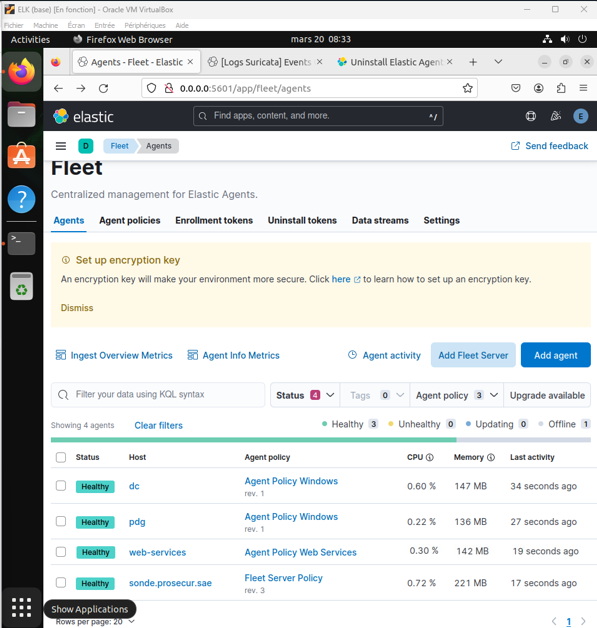 ELK (base) [En fonction] - Oracle VM VirtualBox
Fichier Machine Écran Entrée Périphériques Aide
Activities Firefox Web Browser mars 20 08:33
Agents - Fleet - Elastic [Logs Suricata] Events Uninstall Elastic Agen
0.0.0.0:5601/app/fleet/agents
elastic Find apps, content, and more. ^/ E
D Fleet Agents Send feedback
Fleet
Centralized management for Elastic Agents.
Agents Agent policies Enrollment tokens Uninstall tokens Data streams Settings
Set up encryption key
An encryption key will make your environment more secure. Click here to learn how to set up an encryption key.
Dismiss
Ingest Overview Metrics Agent Info Metrics Agent activity Add Fleet Server Add agent
Filter your data using KQL syntax Status 4 Tags 0 Agent policy 3 Upgrade available
Showing 4 agents Clear filters Healthy 3 Unhealthy 0 Updating 0 Offline 1
Status Host Agent policy CPU Memory Last activity
Healthy dc Agent Policy Windows 0.60 % 147 MB 34 seconds ago
rev. 1
Healthy pdg Agent Policy Windows 0.22 % 136 MB 27 seconds ago
rev. 1
Healthy web-services Agent Policy Web Services 0.30 % 142 MB 19 seconds ago
Healthy sonde.prosecur.sae Fleet Server Policy 0.72 % 221 MB 17 seconds ago
rev. 3
Show Applications
Rows per page: 20 1